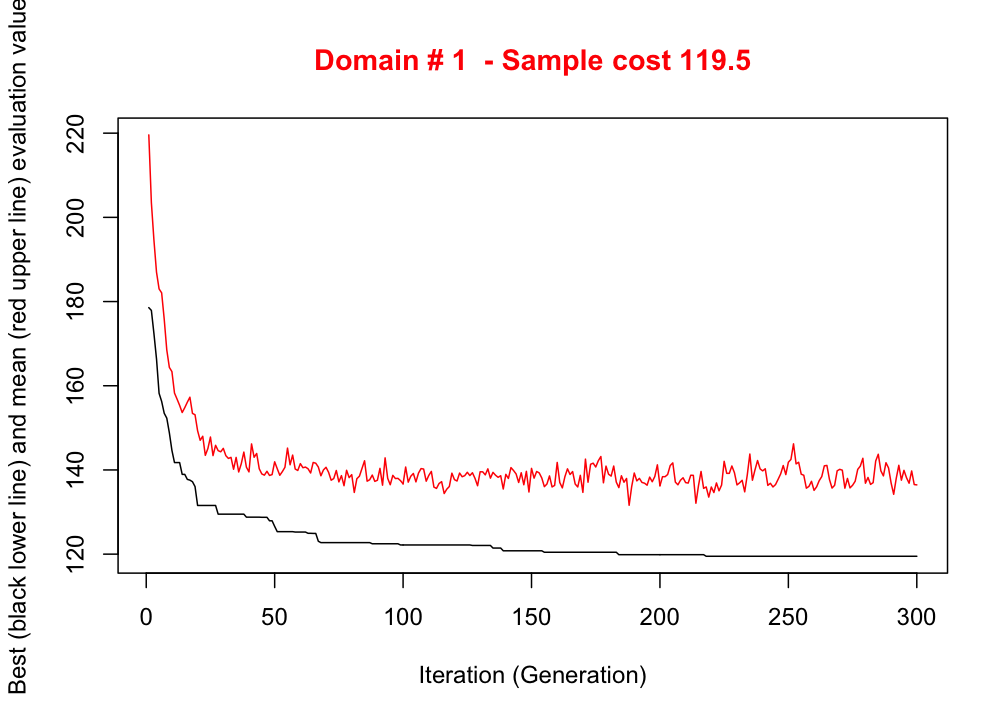 Domain # 1  - Sample cost 119.5
Best (black lower line) and mean (red upper line) evaluation value
220
200
180
160
140
120
0 50 100 150 200 250 300
Iteration (Generation)